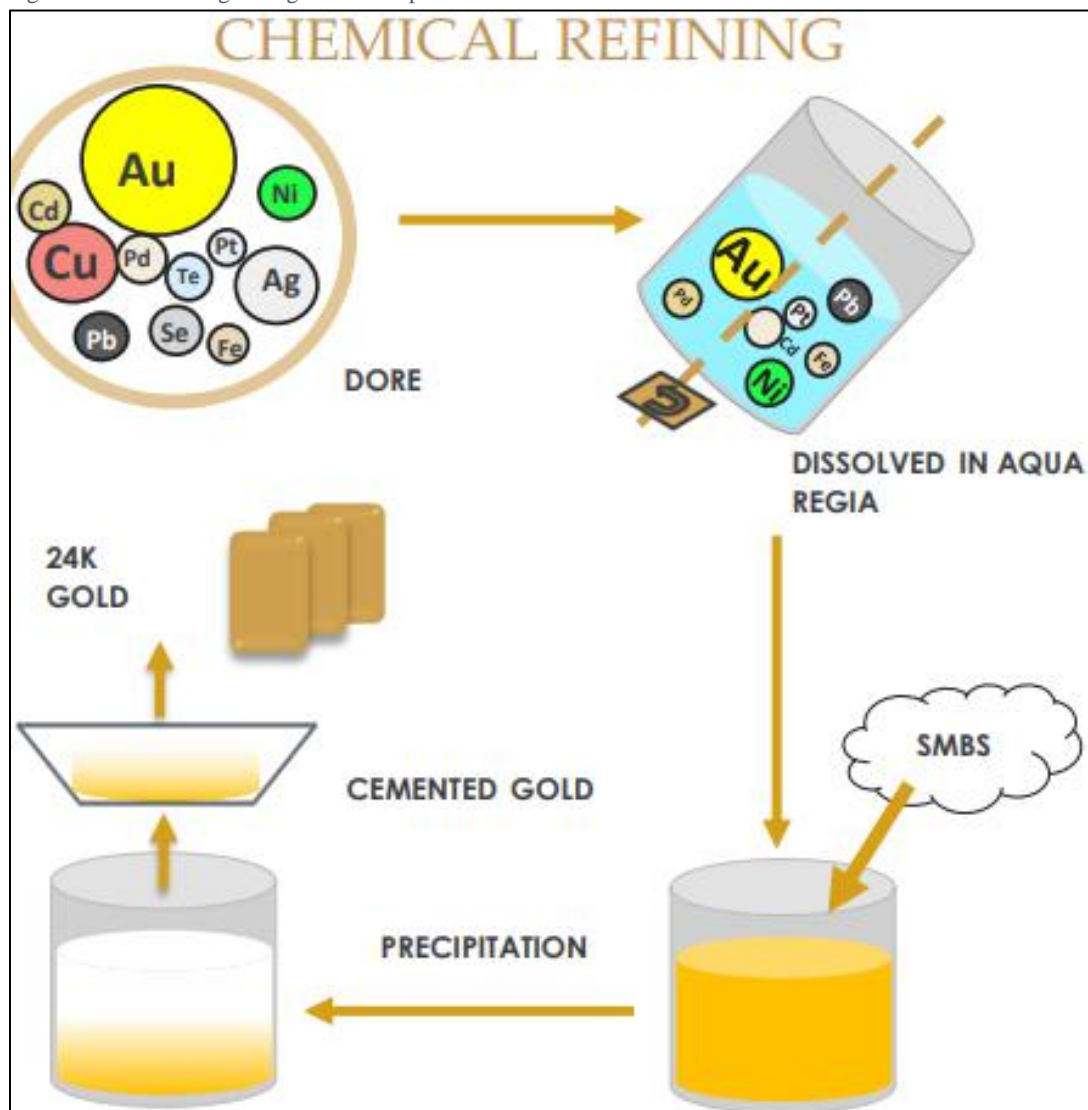 CHEMICAL REFINING
Au
Ni
Cd
Cu
Pd
Pt
Te
Ag
Pb
Se
Fe
DORE
Au
Pd
Pt
Pb
Cd
Fe
Ni
DISSOLVED IN AQUA
REGIA
24K
GOLD
SMBS
CEMENTED GOLD
PRECIPITATION